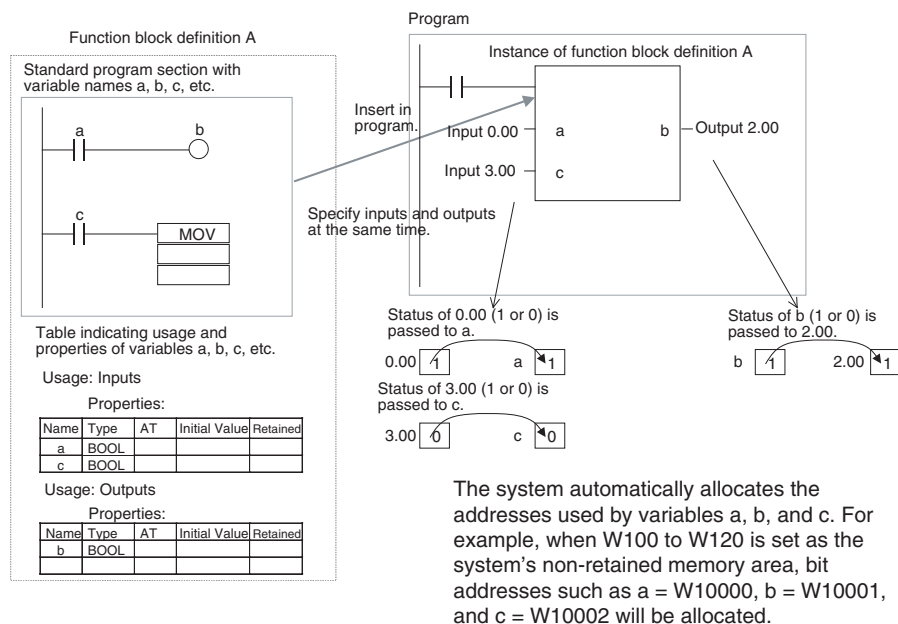 Function block definition A
Standard program section with
variable names a, b, c, etc.
a
b
c
MOV
Table indicating usage and
properties of variables a, b, c, etc.
Usage: Inputs
Properties:
Name Type AT Initial Value Retained
a BOOL
c BOOL
Usage: Outputs
Properties:
Name Type AT Initial Value Retained
b BOOL
Program
Instance of function block definition A
Insert in
program.
Input 0.00 a b Output 2.00
Input 3.00 c
Specify inputs and outputs
at the same time.
Status of 0.00 (1 or 0) is
passed to a.
0.00 1 a 1
Status of 3.00 (1 or 0) is
passed to c.
3.00 0 c 0
Status of b (1 or 0) is
passed to 2.00.
b 1 2.00 1
The system automatically allocates the
addresses used by variables a, b, and c. For
example, when W100 to W120 is set as the
system's non-retained memory area, bit
addresses such as a = W10000, b = W10001,
and c = W10002 will be allocated.